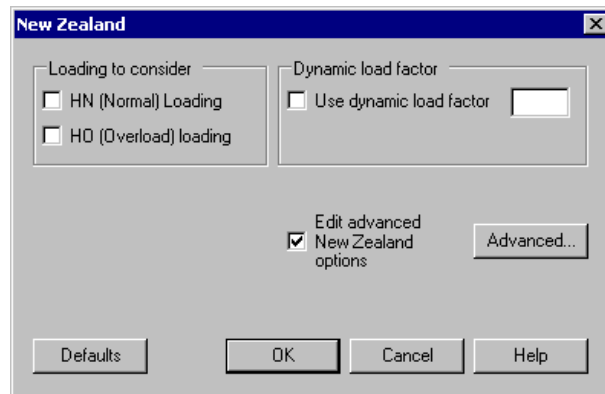 New Zealand
Loading to consider
HN (Normal) Loading
HO (Overload) loading
Dynamic load factor
Use dynamic load factor
Edit advanced
New Zealand
options
Advanced...
Defaults
OK
Cancel
Help